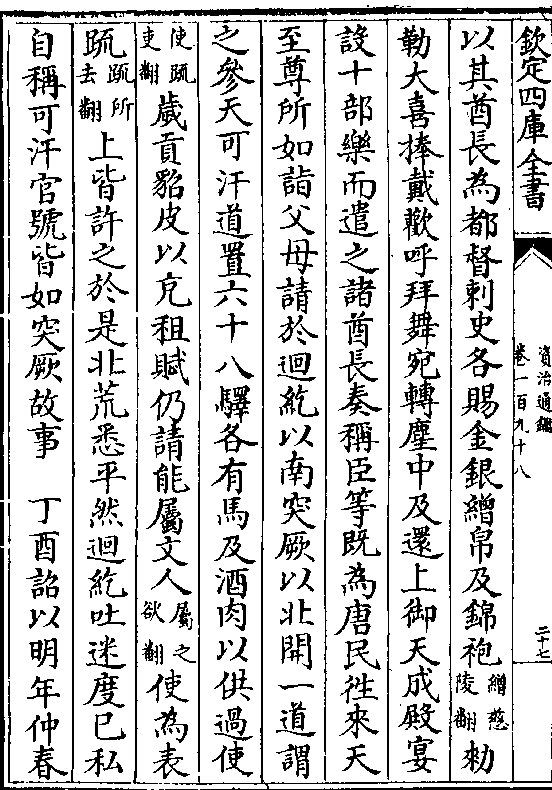 欽定四庫全書
資治通鑑
卷一百九十八
二十七
以其酋長為都督刺史各賜金銀繒帛及錦袍繒慈陵翻勅
勒大喜捧戴歡呼拜舞宛轉塵中及還上御天成殿宴
設十部樂而遣之諸酋長奏稱臣等既為唐民徃來天
至尊所如詣父母請於迴紇以南突厥以北開一道謂
之參天可汗道置六十八驛各有馬及酒肉以供過使
使疏吏翻歲貢貂皮以充租賦仍請能屬文人屬之欲翻使為表
疏疏所去翻上皆許之於是北荒悉平然迴紇吐迷度已私
自稱可汗官號皆如突厥故事　丁酉詔以明年仲春